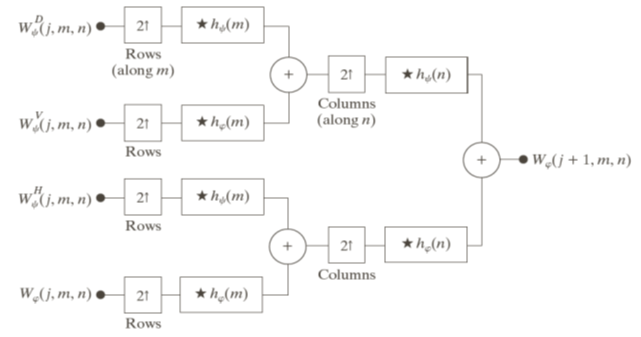 W_ψ^D(j, m, n) 2↑ ★ h_ψ(m)
Rows
(along m)
+ 2↑ ★ h_ψ(n)
Columns
(along n)
W_ψ^V(j, m, n) 2↑ ★ h_φ(m)
Rows
+ W_φ(j + 1, m, n)
W_ψ^H(j, m, n) 2↑ ★ h_ψ(m)
Rows
+ 2↑ ★ h_φ(n)
Columns
W_φ(j, m, n) 2↑ ★ h_φ(m)
Rows